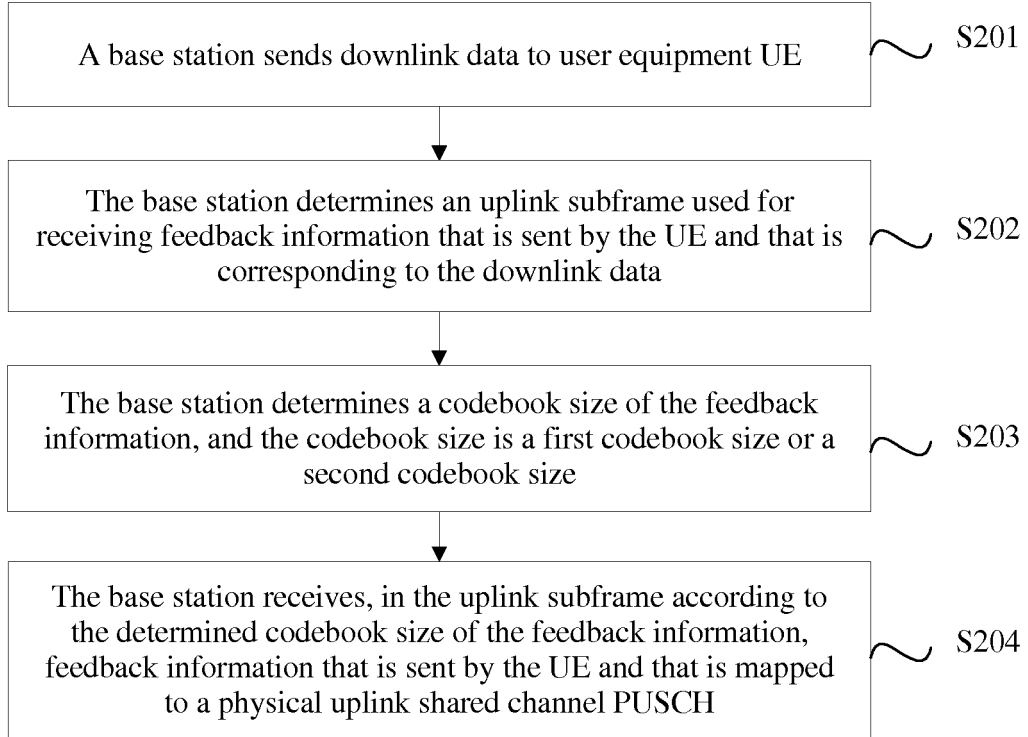 A base station sends downlink data to user equipment UE
S201
The base station determines an uplink subframe used for
receiving feedback information that is sent by the UE and that is
corresponding to the downlink data
S202
The base station determines a codebook size of the feedback
information, and the codebook size is a first codebook size or a
second codebook size
S203
The base station receives, in the uplink subframe according to
the determined codebook size of the feedback information,
feedback information that is sent by the UE and that is mapped
to a physical uplink shared channel PUSCH
S204